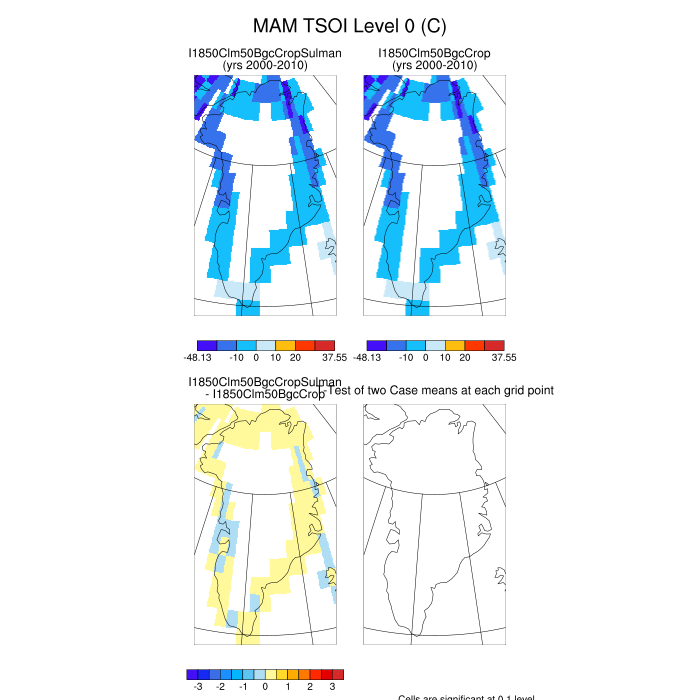 MAM TSOI Level 0 (C)
I1850Clm50BgcCropSulman
(yrs 2000-2010)
I1850Clm50BgcCrop
(yrs 2000-2010)
-48.13 -10 0 10 20 37.55
-48.13 -10 0 10 20 37.55
I1850Clm50BgcCropSulman
- I1850Clm50BgcCrop
-Test of two Case means at each grid point
-3 -2 -1 0 1 2 3
Cells are significant at 0.1 level